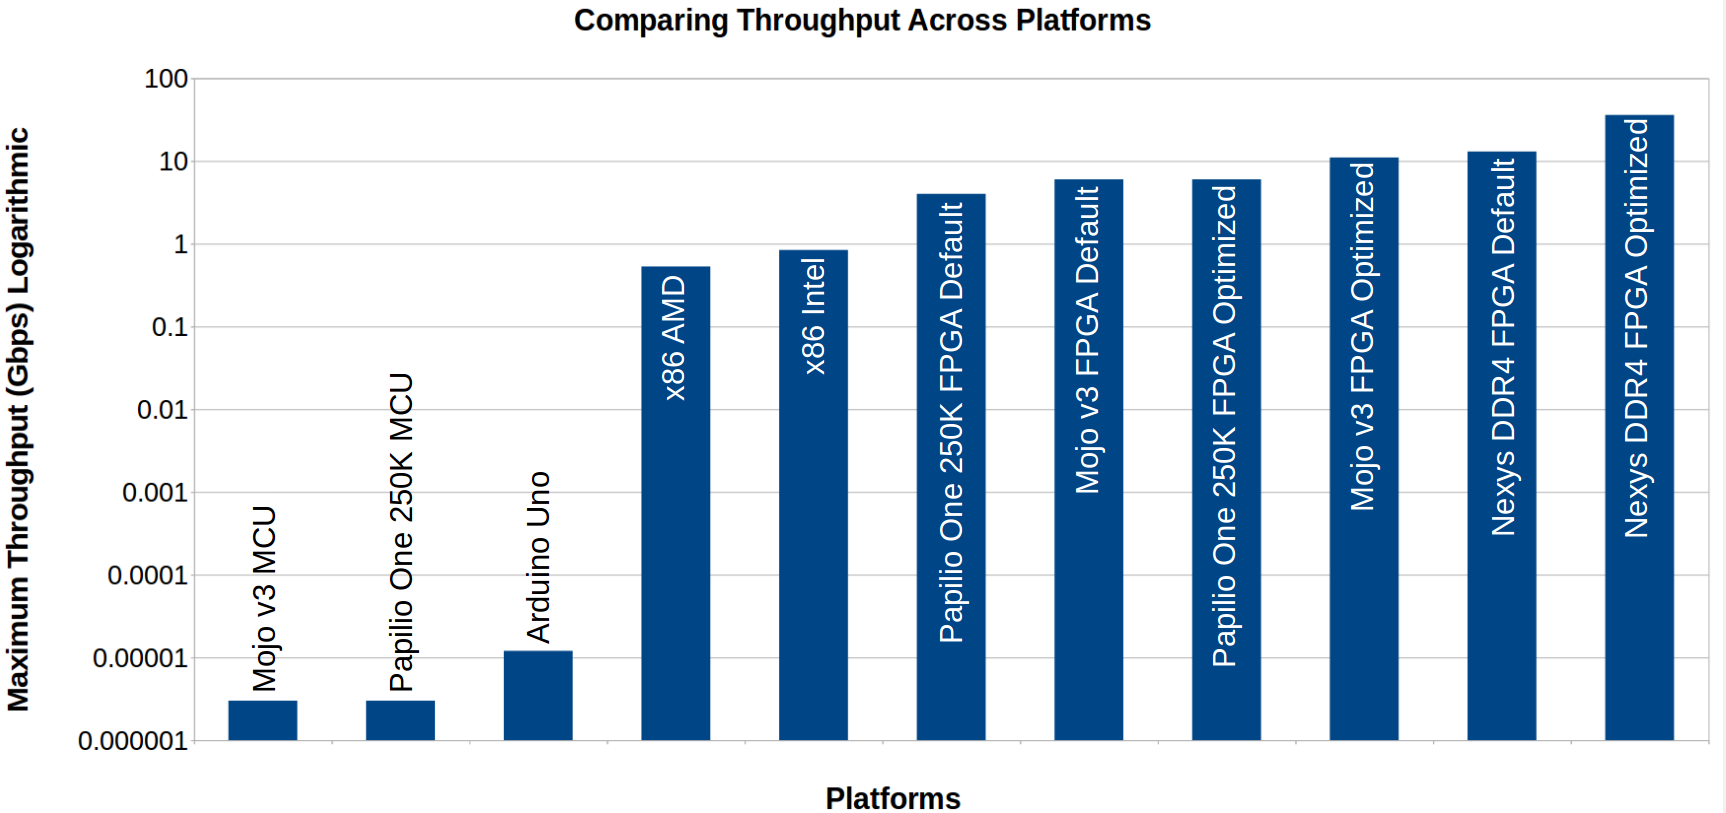 Comparing Throughput Across Platforms
Maximum Throughput (Gbps) Logarithmic
100
10
1
0.1
0.01
0.001
0.0001
0.00001
0.000001
Mojo v3 MCU
Papilio One 250K MCU
Arduino Uno
x86 AMD
x86 Intel
Papilio One 250K FPGA Default
Mojo v3 FPGA Default
Papilio One 250K FPGA Optimized
Mojo v3 FPGA Optimized
Nexys DDR4 FPGA Default
Nexys DDR4 FPGA Optimized
Platforms